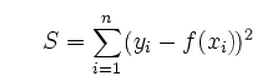 S = \sum_{i=1}^{n} (y_i - f(x_i))^2